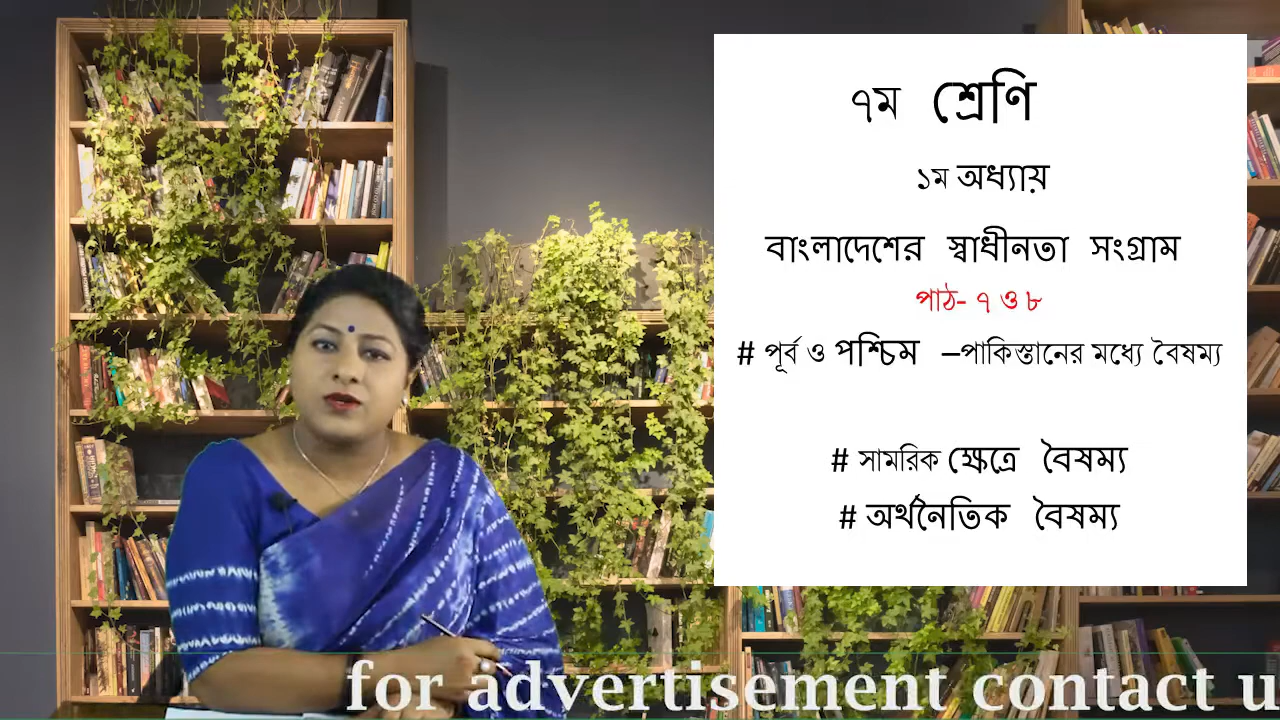 ৭ম শ্রেণি
১ম অধ্যায়
বাংলাদেশের স্বাধীনতা সংগ্রাম
পাঠ- ৭ ও ৮
# পূর্ব ও পশ্চিম –পাকিস্তানের মধ্যে বৈষম্য
# সামরিক ক্ষেত্রে বৈষম্য
# অর্থনৈতিক বৈষম্য
for advertisement contact u